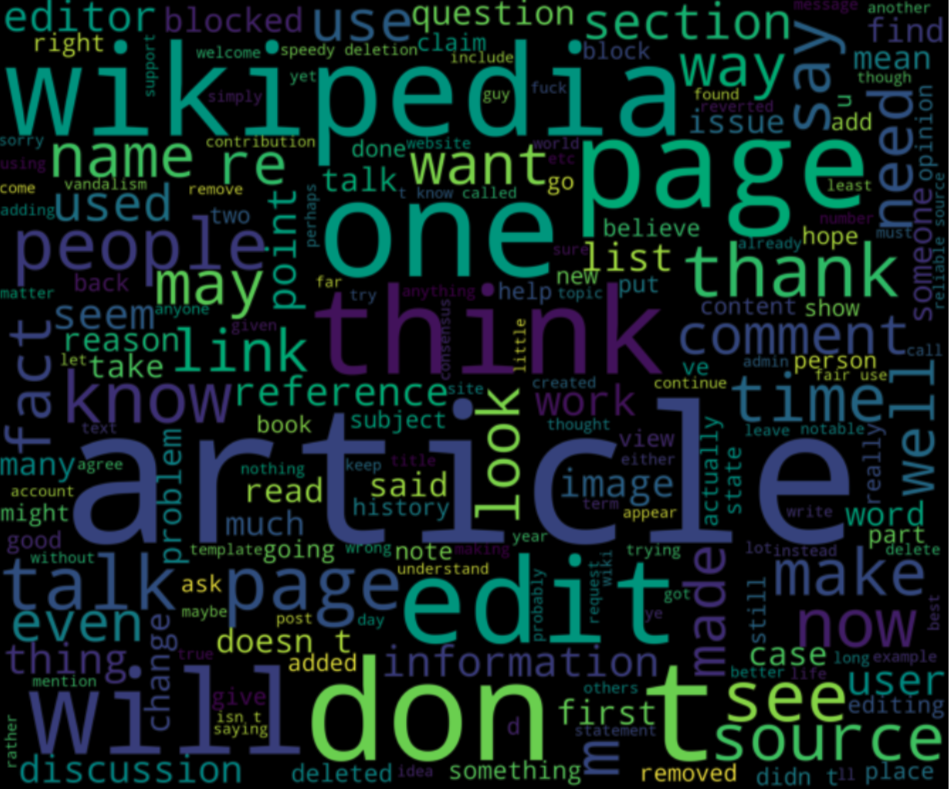 editor
blocked
use
question
section
message
another
find
right
support
welcome
speedy deletion
claim
include
block
way
say
mean
though
wikipedia
yet
simply
guy
fuck
found
reverted
u
need
opinion
sorry
contribution
issue
add
using
name
re
done
website
want
world
etc
page
come
vandalism
remove
talk
t know
called
go
least
adding
used
two
point
perhaps
one
believe
number
must
someone
reliable source
people
sure
list
already
hope
back
may
far
new
thank
matter
anyone
try
anything
help
topic
put
content
show
fact
seem
given
think
consensus
little
comment
call
reason
link
let
take
ve
admin
person
fair use
know
reference
site
created
continue
work
time
well
text
book
subject
look
thought
view
actually
state
leave
notable
really
many
agree
problem
nothing
keep
title
article
either
account
read
said
image
term
appear
write
might
much
history
word
good
year
part
without
template
going
wrong
note
making
trying
lot
instead
delete
talk
ask
page
understand
edit
probably
request
wiki
got
made
still
make
maybe
post
day
ye
now
best
even
change
doesn t
thing
true
added
information
case
long
example
mention
give
others
better
life
user
will
isn t
saying
don t
d
first
see
editing
rather
statement
m
source
discussion
deleted
idea
something
removed
didn t
ll
place